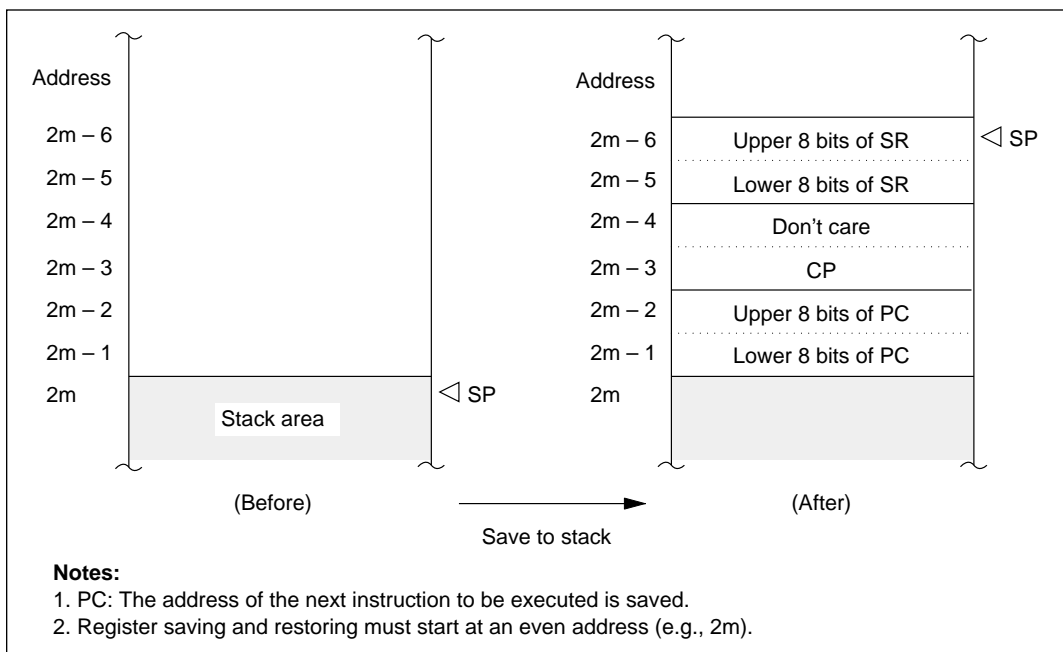 Address
2m – 6
2m – 5
2m – 4
2m – 3
2m – 2
2m – 1
2m
SP
Stack area
(Before)
Save to stack
Address
2m – 6
2m – 5
2m – 4
2m – 3
2m – 2
2m – 1
2m
Upper 8 bits of SR
Lower 8 bits of SR
Don't care
CP
Upper 8 bits of PC
Lower 8 bits of PC
SP
(After)
Notes:
1. PC: The address of the next instruction to be executed is saved.
2. Register saving and restoring must start at an even address (e.g., 2m).